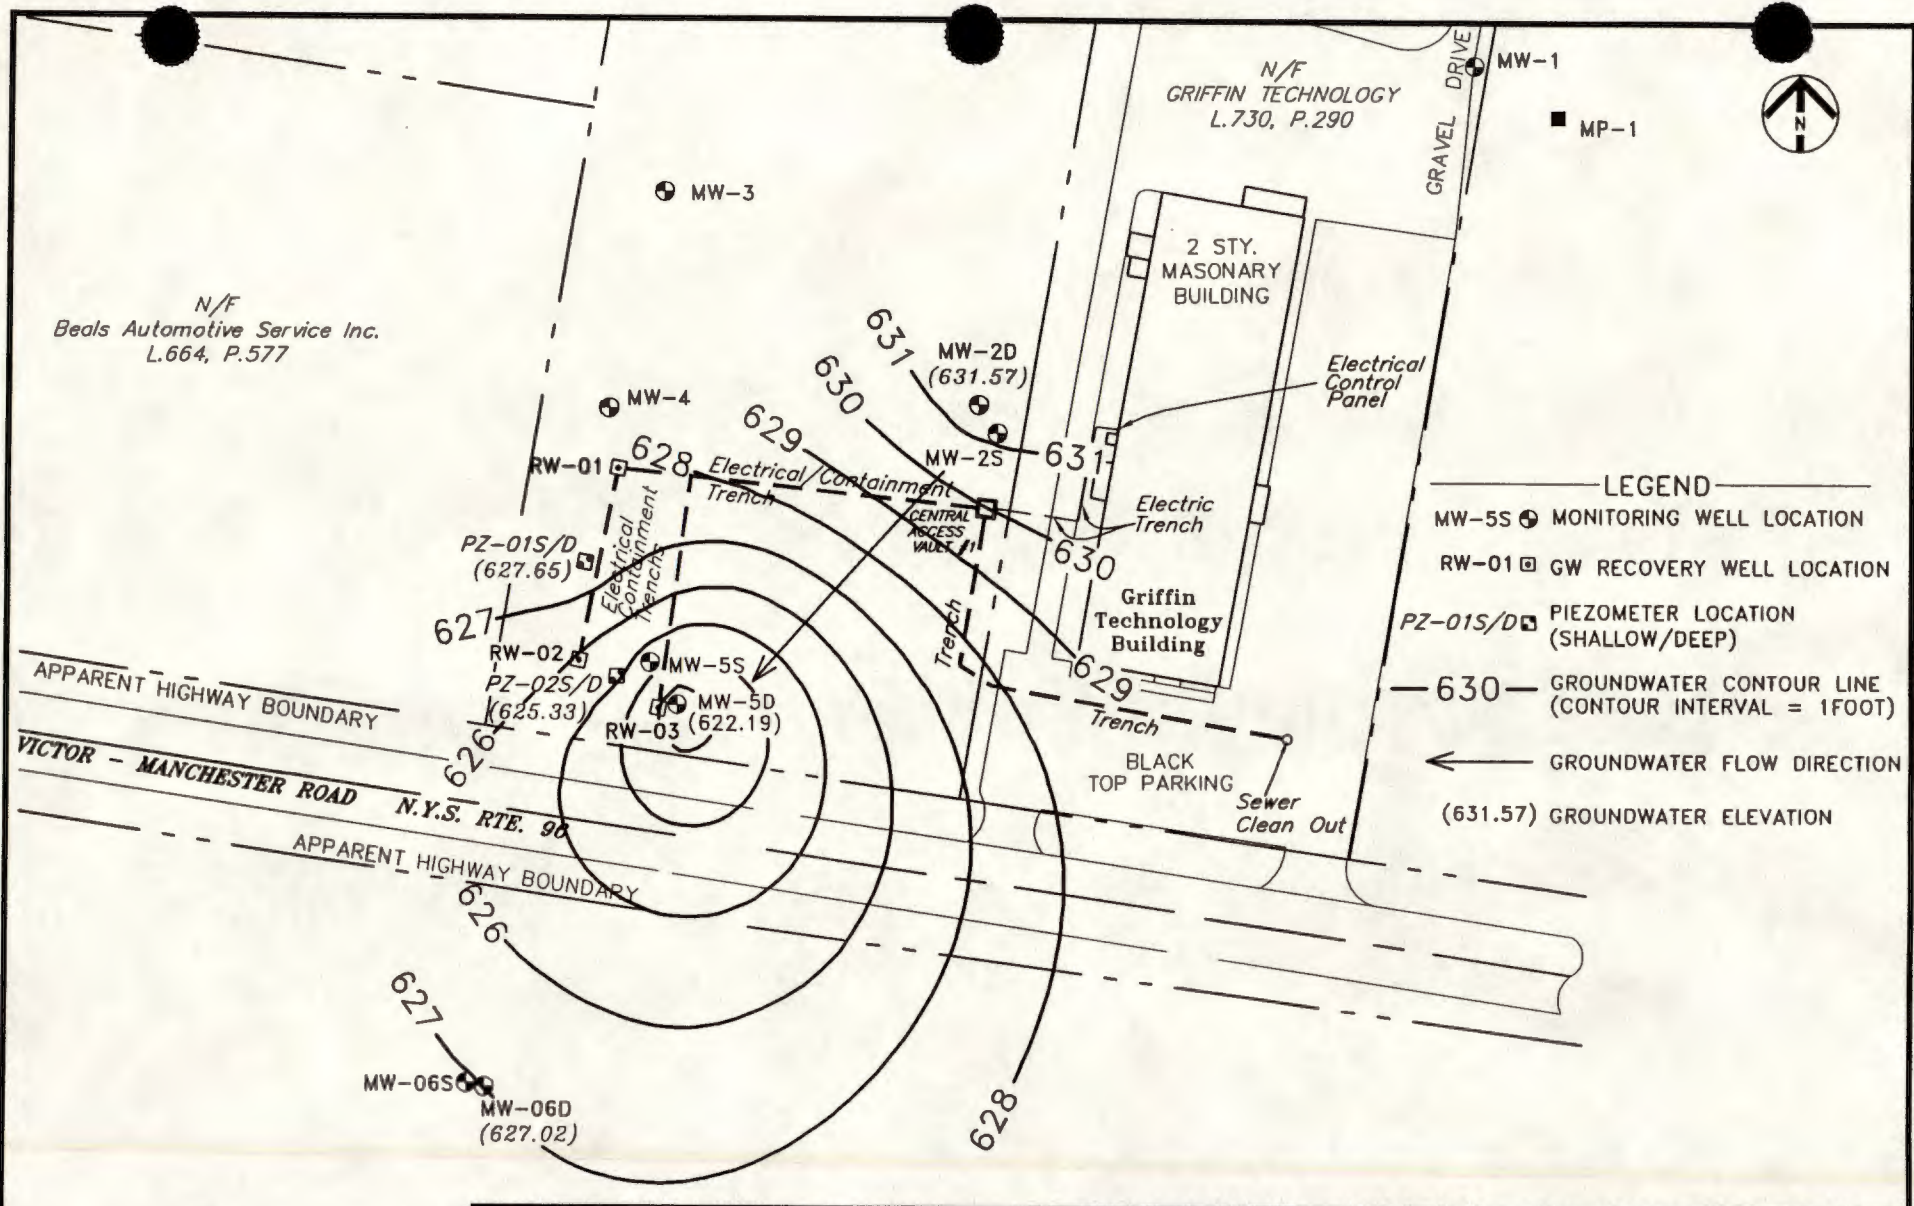 N/F
GRIFFIN TECHNOLOGY
L.730, P.290
GRAVEL DRIVE
MW-1
MP-1
N
MW-3
2 STY.
MASONARY
BUILDING
N/F
Beals Automotive Service Inc.
L.664, P.577
631
MW-2D
(631.57)
630
Electrical
Control
Panel
MW-4
629
MW-2S
631
RW-01
628
Electrical/Containment
Trench
CENTRAL
ACCESS
VAULT #1
Electric
Trench
630
PZ-01S/D
(627.65)
Electrical
Containment
Trenchs
627
Griffin
Technology
Building
Trench
RW-02
MW-5S
PZ-02S/D
(625.33)
MW-5D
(622.19)
RW-03
629
Trench
BLACK
TOP PARKING
Sewer
Clean Out
626
APPARENT HIGHWAY BOUNDARY
VICTOR - MANCHESTER ROAD N.Y.S. RTE. 96
APPARENT HIGHWAY BOUNDARY
626
627
MW-06S
MW-06D
(627.02)
628
LEGEND
MW-5S MONITORING WELL LOCATION
RW-01 GW RECOVERY WELL LOCATION
PZ-01S/D PIEZOMETER LOCATION
(SHALLOW/DEEP)
630 GROUNDWATER CONTOUR LINE
(CONTOUR INTERVAL = 1FOOT)
GROUNDWATER FLOW DIRECTION
(631.57) GROUNDWATER ELEVATION